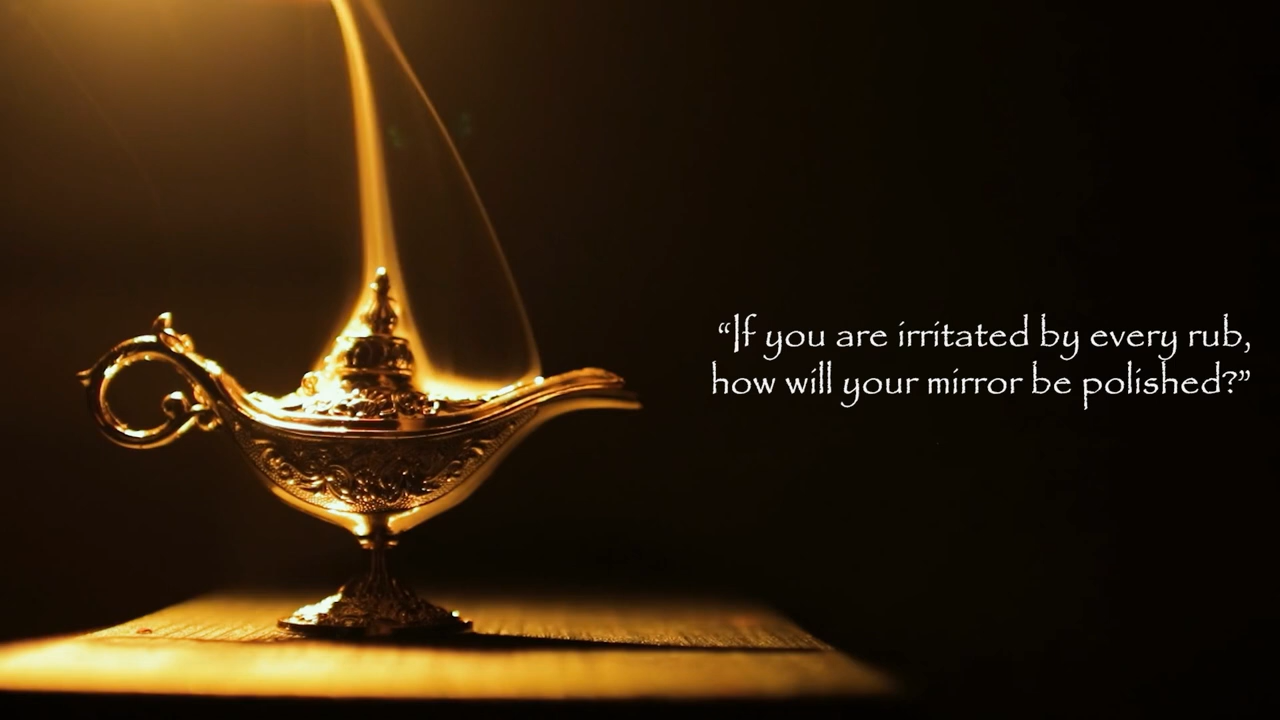 “If you are irritated by every rub,
how will your mirror be polished?”